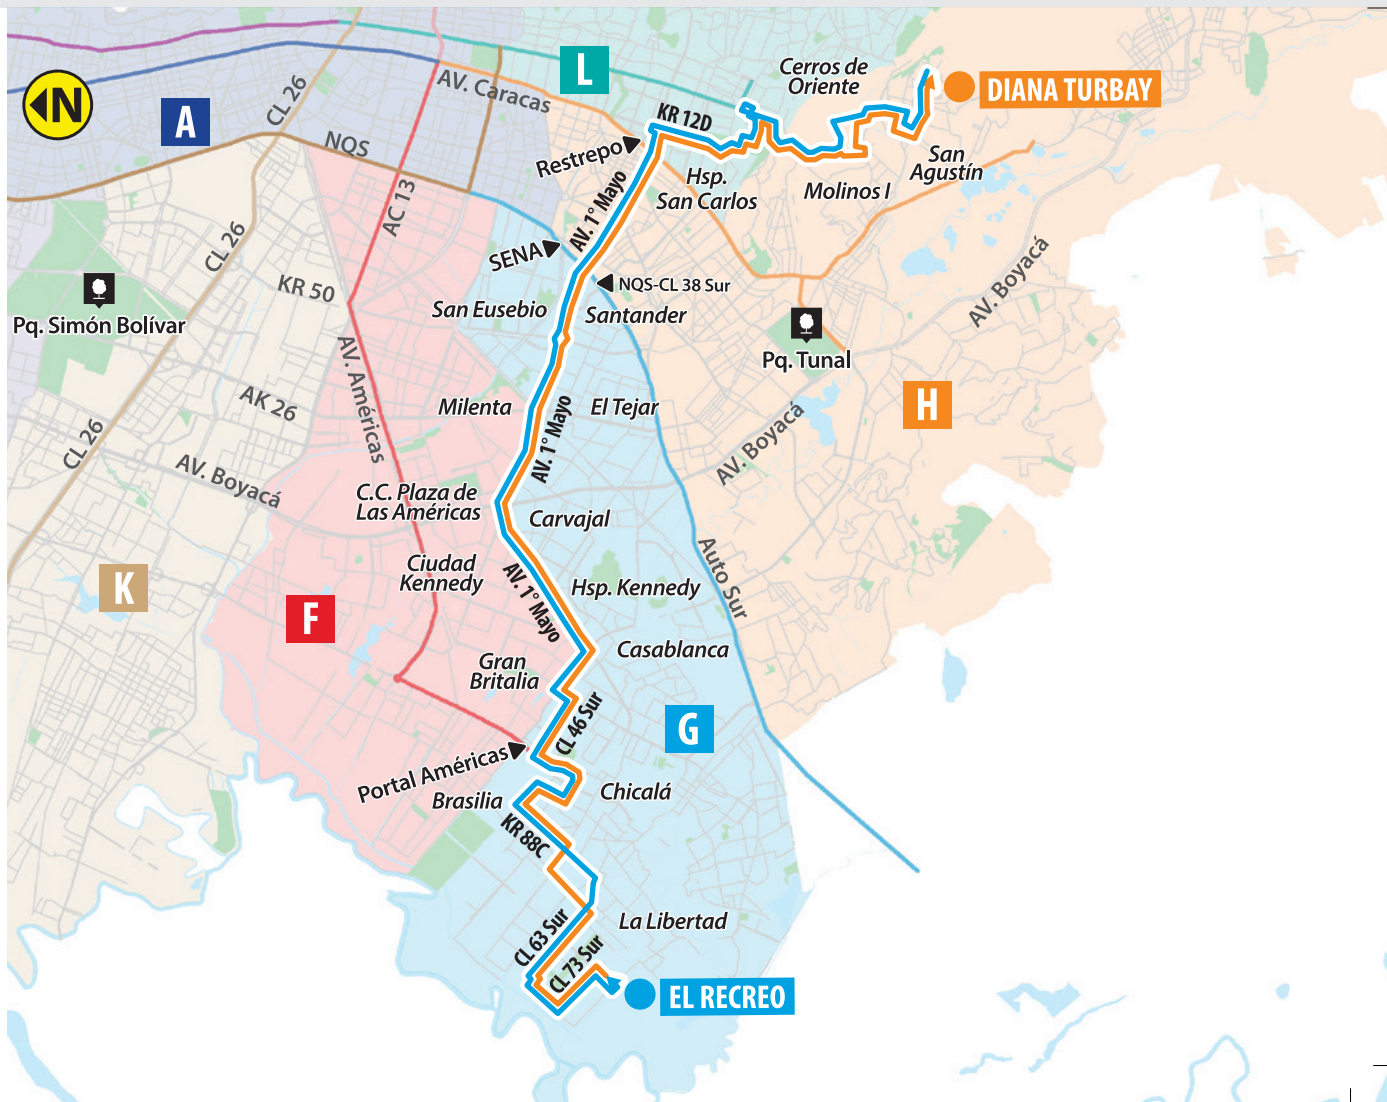 L
Cerros de
Oriente
DIANA TURBAY
N
A
CL 26
AV. Caracas
KR 12D
NQS
Restrepo
San
Agustín
Hsp.
San Carlos
Molinos I
AC 13
AV. 1° Mayo
CL 26
SENA
KR 50
NQS-CL 38 Sur
AV. Boyacá
San Eusebio
Santander
Pq. Simón Bolívar
Pq. Tunal
AV. Américas
AK 26
Milenta
El Tejar
H
CL 26
AV. 1° Mayo
AV. Boyacá
AV. Boyacá
C.C. Plaza de
Las Américas
Carvajal
Ciudad
Kennedy
AV. 1° Mayo
Hsp. Kennedy
Auto Sur
K
F
Casablanca
Gran
Britalia
CL 46 Sur
G
Portal Américas
Brasilia
Chicalá
KR 88C
La Libertad
CL 63 Sur
CL 73 Sur
EL RECREO